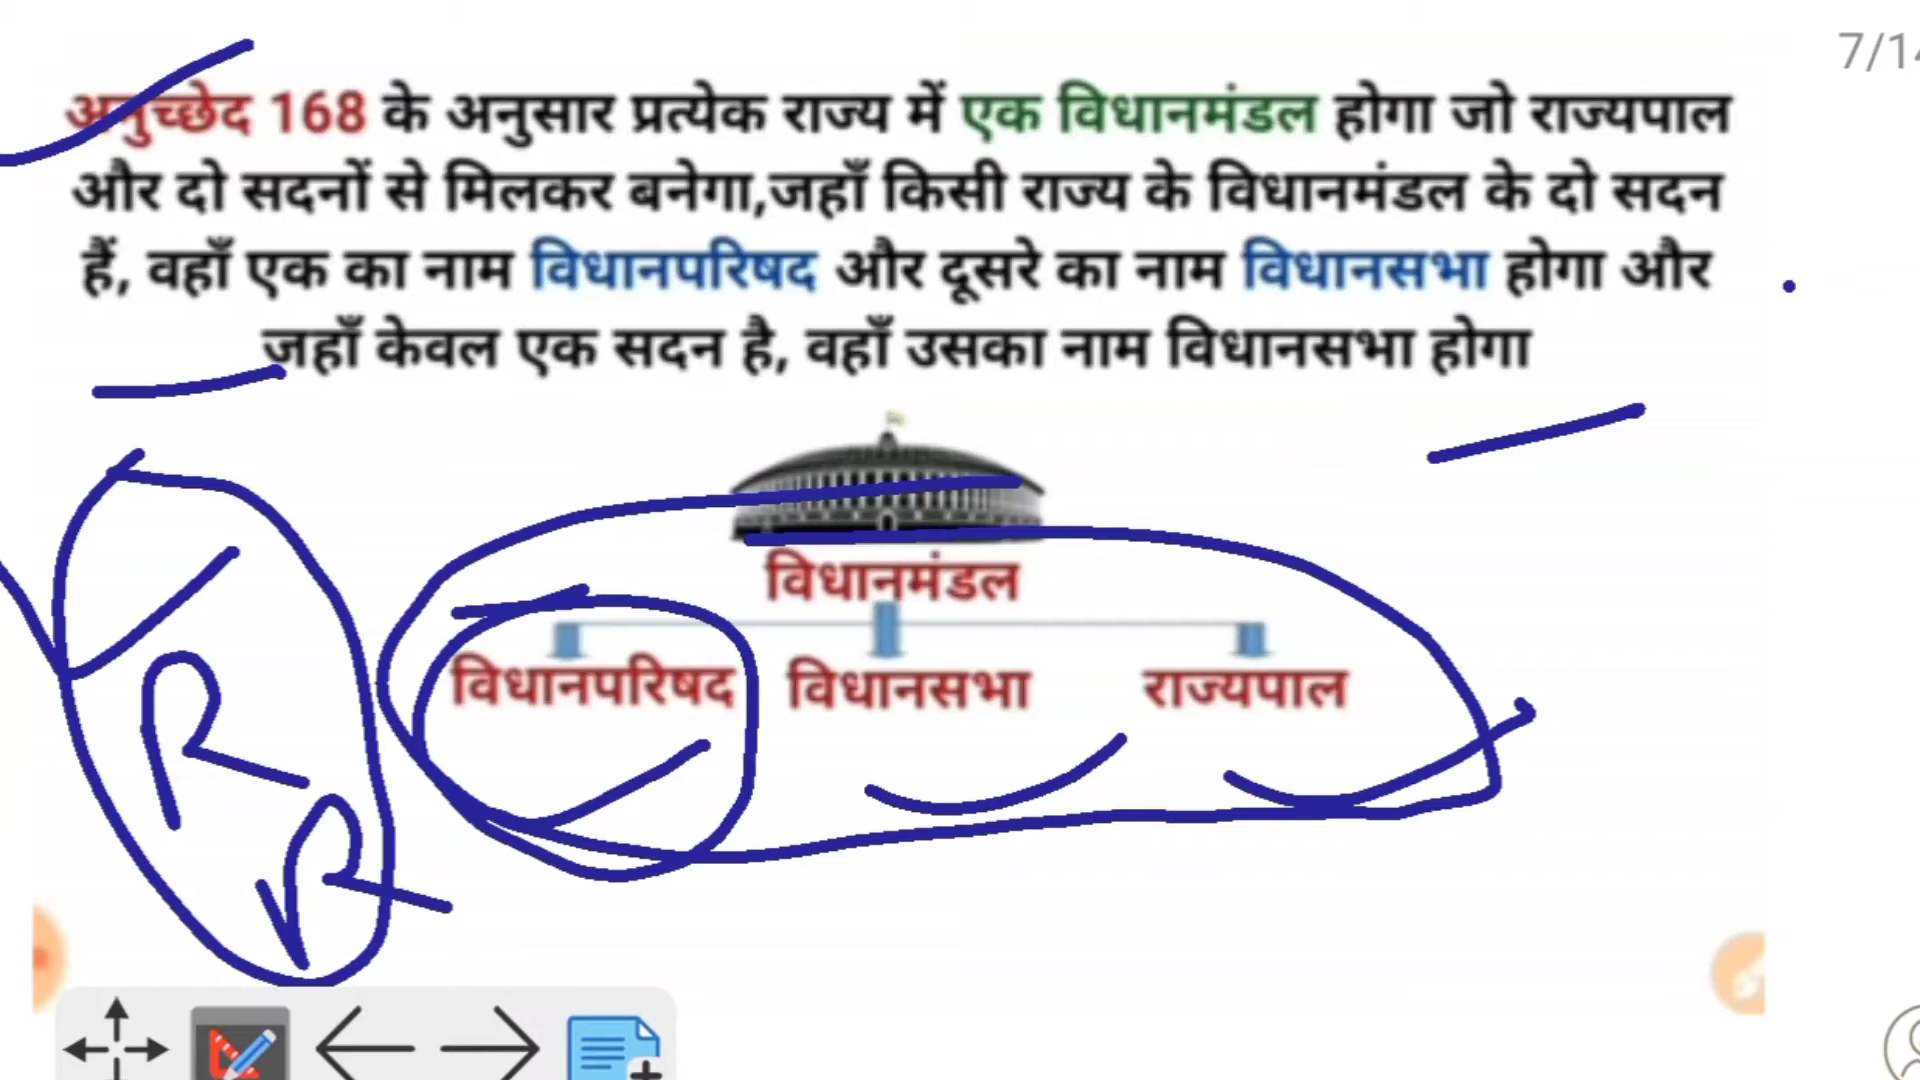 7/14
अनुच्छेद 168 के अनुसार प्रत्येक राज्य में एक विधानमंडल होगा जो राज्यपाल
और दो सदनों से मिलकर बनेगा,जहाँ किसी राज्य के विधानमंडल के दो सदन
हैं, वहाँ एक का नाम विधानपरिषद और दूसरे का नाम विधानसभा होगा और
जहाँ केवल एक सदन है, वहाँ उसका नाम विधानसभा होगा
विधानमंडल
विधानपरिषद विधानसभा राज्यपाल
R
R